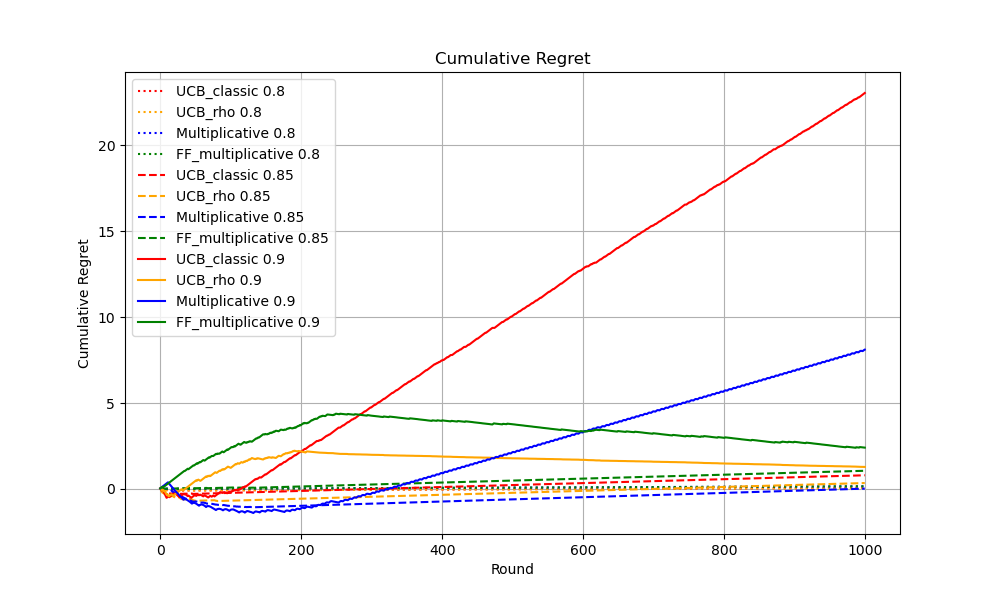 Cumulative Regret
UCB_classic 0.8
UCB_rho 0.8
Multiplicative 0.8
FF_multiplicative 0.8
UCB_classic 0.85
UCB_rho 0.85
Multiplicative 0.85
FF_multiplicative 0.85
UCB_classic 0.9
UCB_rho 0.9
Multiplicative 0.9
FF_multiplicative 0.9
Cumulative Regret
20
15
10
5
0
0 200 400 600 800 1000
Round